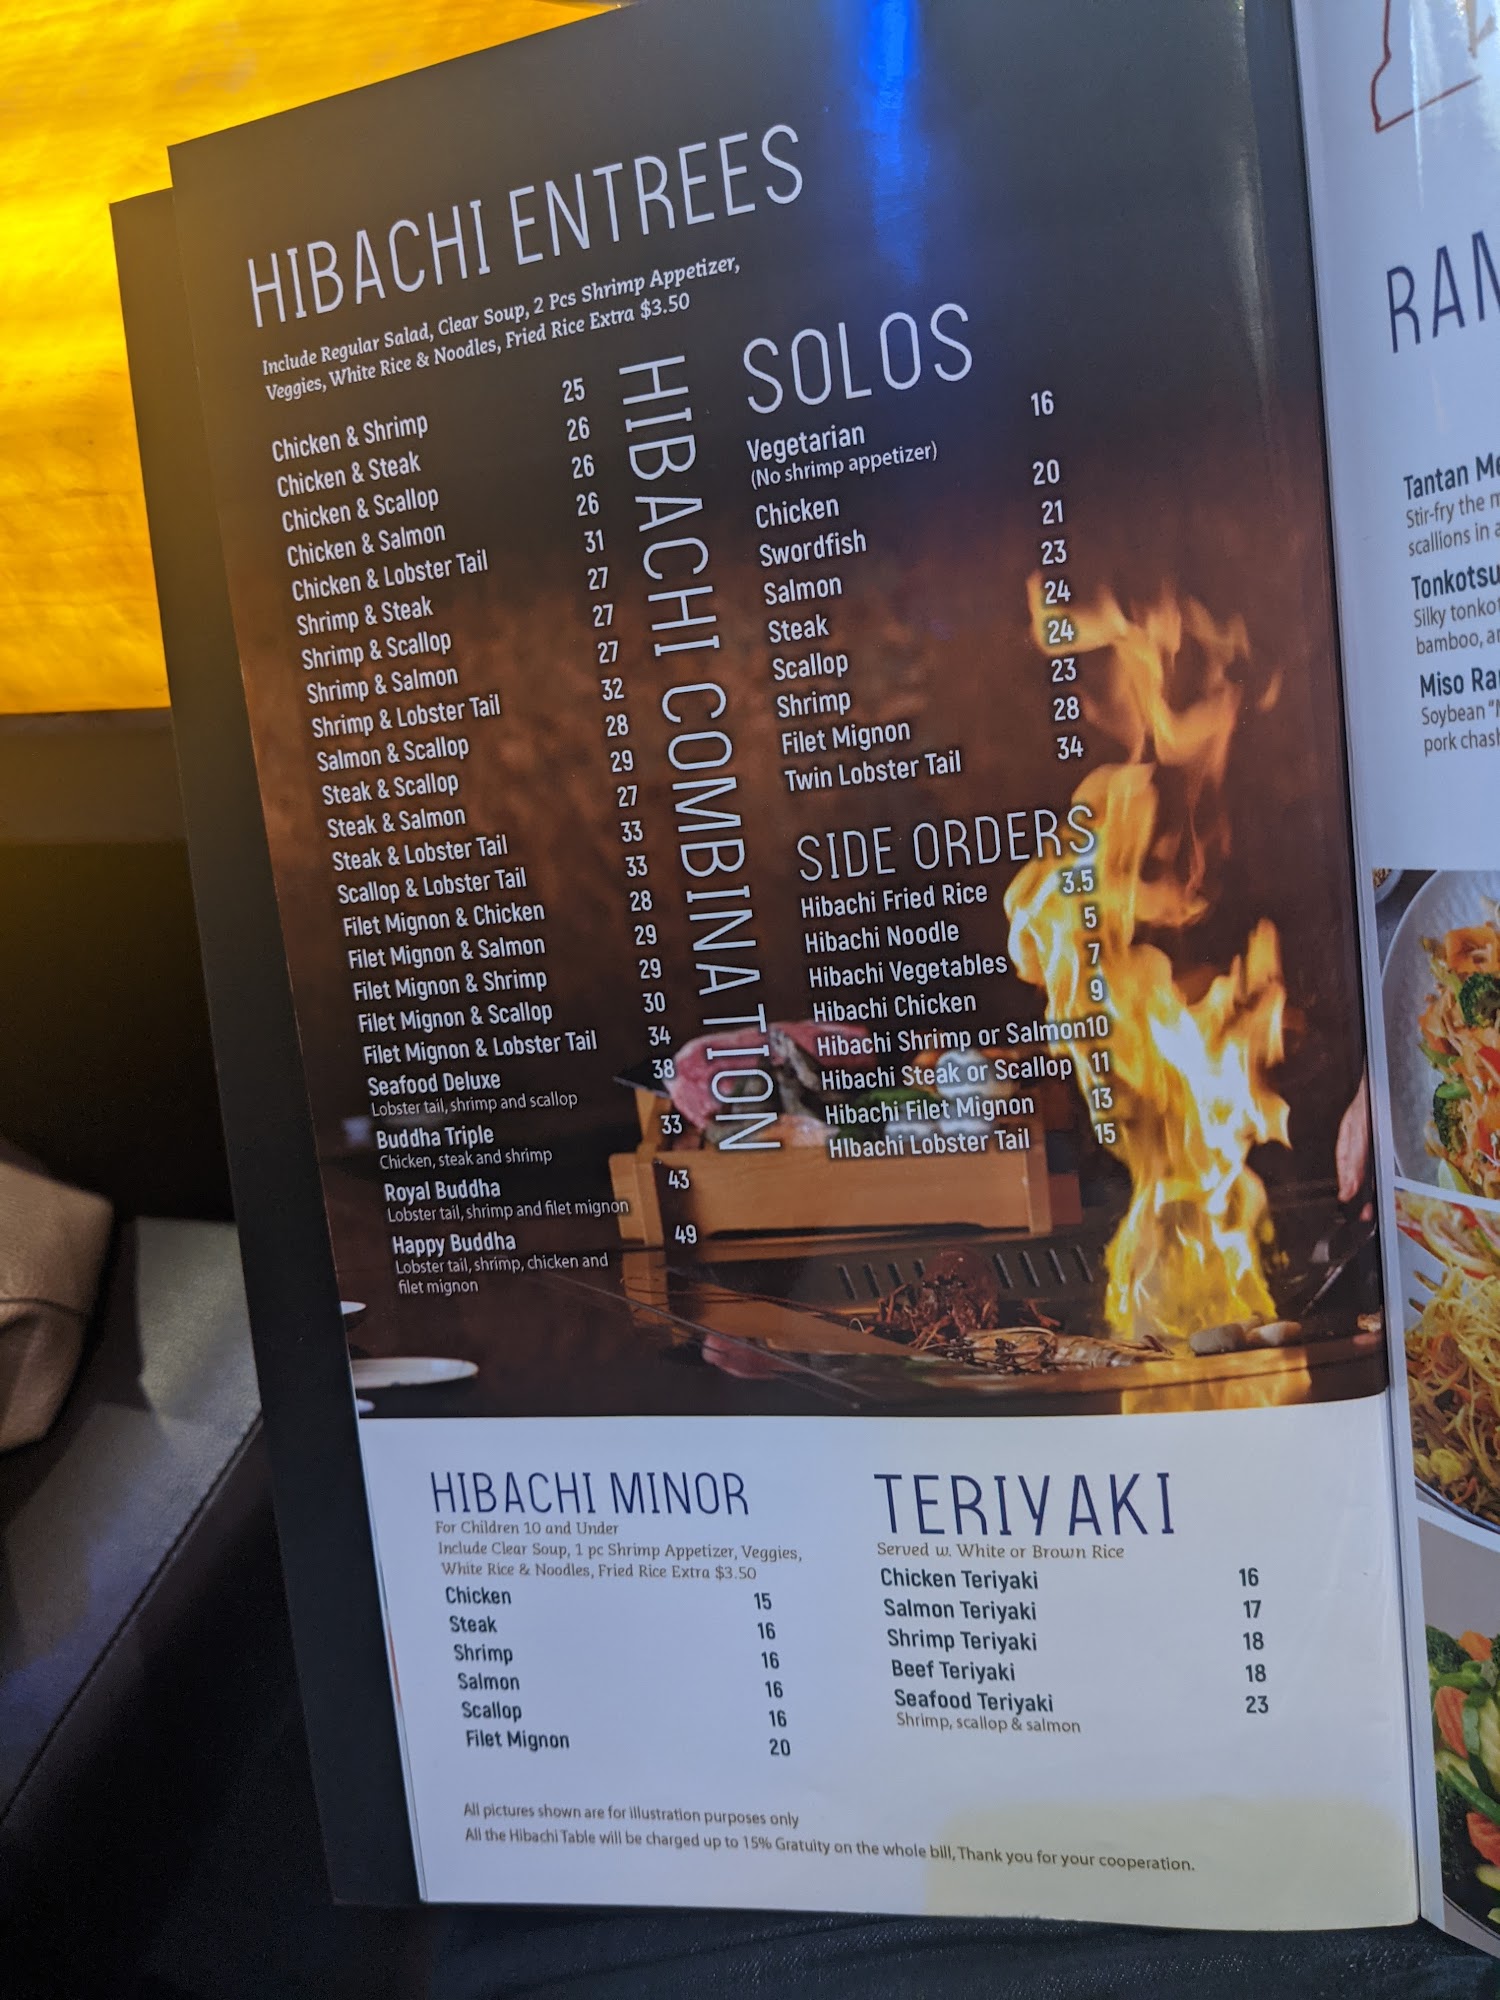 HIBACHI ENTREES
Include Regular Salad, Clear Soup, 2 Pcs Shrimp Appetizer,
Veggies, White Rice & Noodles, Fried Rice Extra $3.50
HIBACHI COMBINATION
Chicken & Shrimp 25
Chicken & Steak 26
Chicken & Scallop 26
Chicken & Salmon 26
Chicken & Lobster Tail 31
Shrimp & Steak 27
Shrimp & Scallop 27
Shrimp & Salmon 27
Shrimp & Lobster Tail 32
Salmon & Scallop 28
Steak & Scallop 29
Steak & Salmon 27
Steak & Lobster Tail 33
Scallop & Lobster Tail 33
Filet Mignon & Chicken 28
Filet Mignon & Salmon 29
Filet Mignon & Shrimp 29
Filet Mignon & Scallop 30
Filet Mignon & Lobster Tail 34
Seafood Deluxe 38
Lobster tail, shrimp and scallop
Buddha Triple 33
Chicken, steak and shrimp
Royal Buddha 43
Lobster tail, shrimp and filet mignon
Happy Buddha 49
Lobster tail, shrimp, chicken and
filet mignon
SOLOS
Vegetarian 16
(No shrimp appetizer)
Chicken 20
Swordfish 21
Salmon 23
Steak 24
Scallop 24
Shrimp 23
Filet Mignon 28
Twin Lobster Tail 34
SIDE ORDERS
Hibachi Fried Rice 3.5
Hibachi Noodle 5
Hibachi Vegetables 7
Hibachi Chicken 9
Hibachi Shrimp or Salmon10
Hibachi Steak or Scallop 11
Hibachi Filet Mignon 13
HIbachi Lobster Tail 15
HIBACHI MINOR
For Children 10 and Under
Include Clear Soup, 1 pc Shrimp Appetizer, Veggies,
White Rice & Noodles, Fried Rice Extra $3.50
Chicken 15
Steak 16
Shrimp 16
Salmon 16
Scallop 16
Filet Mignon 20
TERIYAKI
Served w. White or Brown Rice
Chicken Teriyaki 16
Salmon Teriyaki 17
Shrimp Teriyaki 18
Beef Teriyaki 18
Seafood Teriyaki 23
Shrimp, scallop & salmon
All pictures shown are for illustration purposes only
All the Hibachi Table will be charged up to 15% Gratuity on the whole bill, Thank you for your cooperation.
Tantan
Stir-fry the
scallions in
Silky
bamboo,
Miso
Soybean
pork